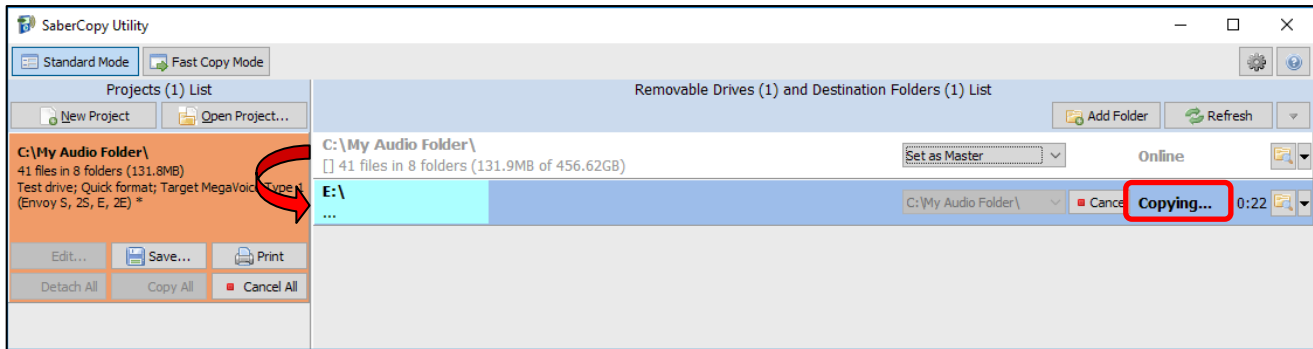 SaberCopy Utility
Standard Mode Fast Copy Mode
Projects (1) List
New Project Open Project...
C:\My Audio Folder\
41 files in 8 folders (131.8MB)
Test drive; Quick format; Target MegaVoice Type 1
(Envoy S, 2S, E, 2E) *
Edit... Save... Print
Detach All Copy All Cancel All
Removable Drives (1) and Destination Folders (1) List
Add Folder Refresh
C:\My Audio Folder\
[] 41 files in 8 folders (131.9MB of 456.62GB)
Set as Master Online
E:\
...
C:\My Audio Folder\ Cance Copying... 0:22